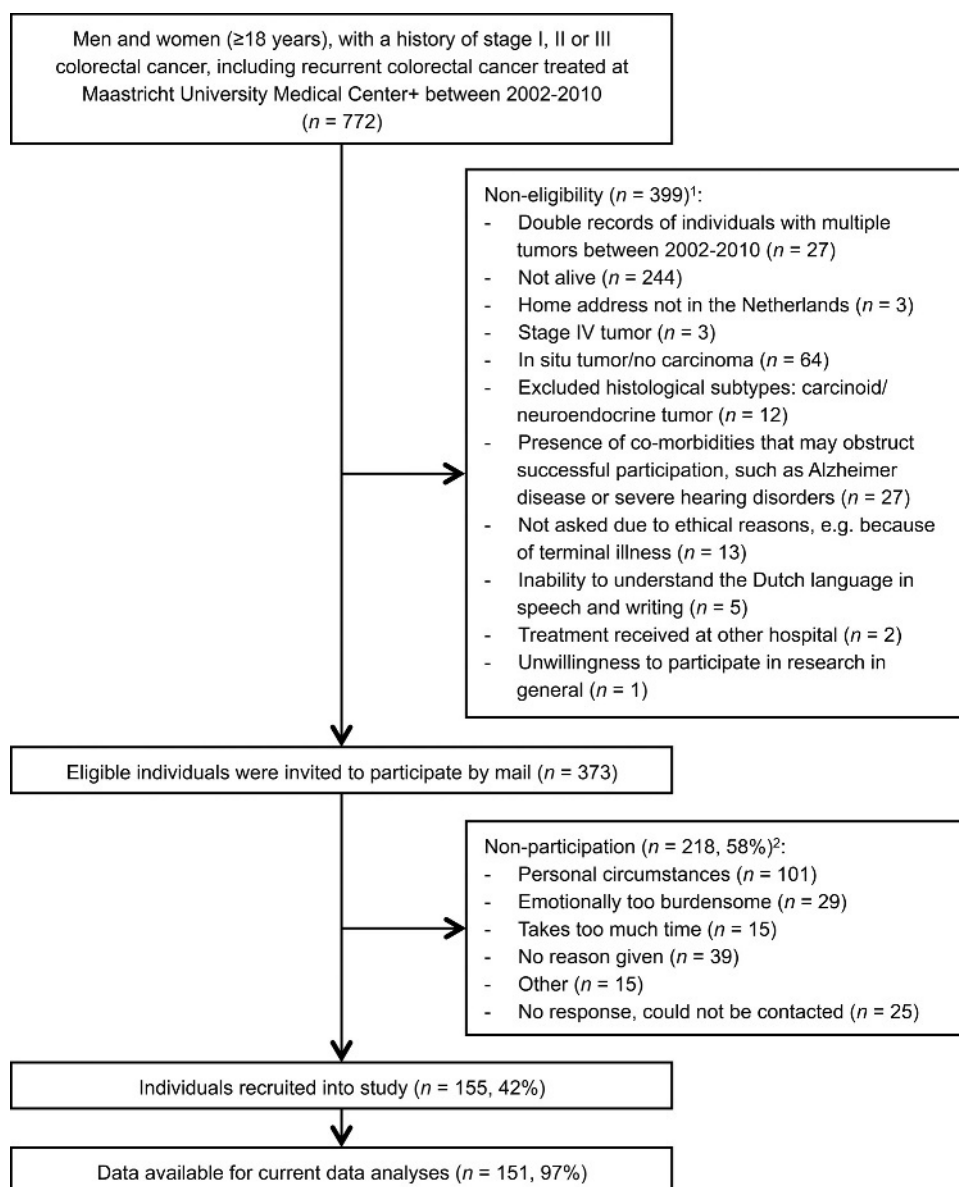 Men and women (≥18 years), with a history of stage I, II or III
colorectal cancer, including recurrent colorectal cancer treated at
Maastricht University Medical Center+ between 2002-2010
(n = 772)
Non-eligibility (n = 399)¹:
- Double records of individuals with multiple
tumors between 2002-2010 (n = 27)
- Not alive (n = 244)
- Home address not in the Netherlands (n = 3)
- Stage IV tumor (n = 3)
- In situ tumor/no carcinoma (n = 64)
- Excluded histological subtypes: carcinoid/
neuroendocrine tumor (n = 12)
- Presence of co-morbidities that may obstruct
successful participation, such as Alzheimer
disease or severe hearing disorders (n = 27)
- Not asked due to ethical reasons, e.g. because
of terminal illness (n = 13)
- Inability to understand the Dutch language in
speech and writing (n = 5)
- Treatment received at other hospital (n = 2)
- Unwillingness to participate in research in
general (n = 1)
Eligible individuals were invited to participate by mail (n = 373)
Non-participation (n = 218, 58%)²:
- Personal circumstances (n = 101)
- Emotionally too burdensome (n = 29)
- Takes too much time (n = 15)
- No reason given (n = 39)
- Other (n = 15)
- No response, could not be contacted (n = 25)
Individuals recruited into study (n = 155, 42%)
Data available for current data analyses (n = 151, 97%)